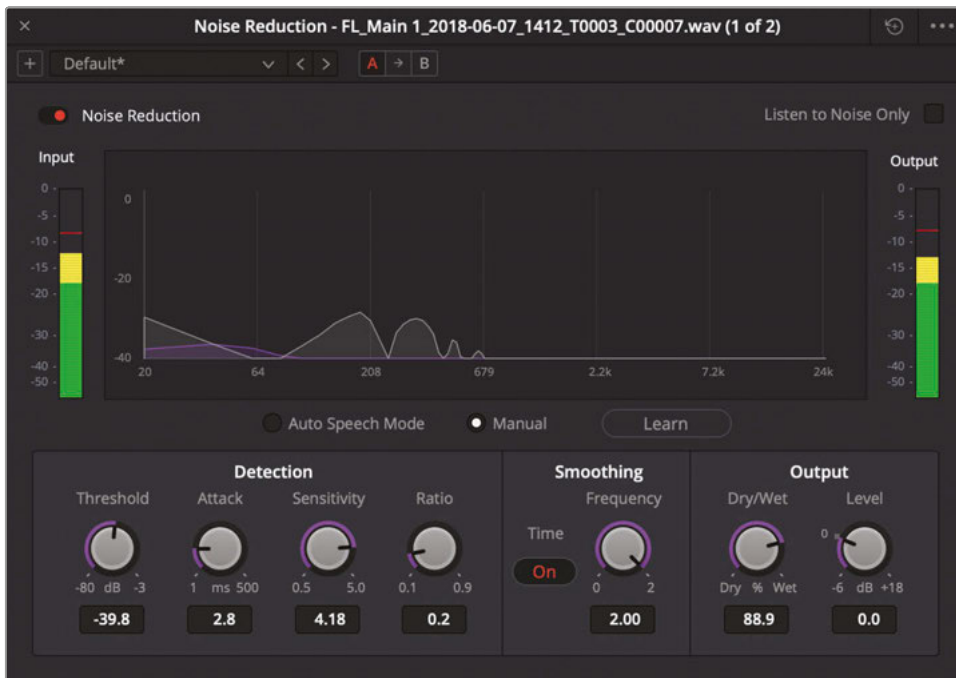 Noise Reduction - FL_Main 1_2018-06-07_1412_T0003_C00007.wav (1 of 2)
Default*
A
B
Noise Reduction
Listen to Noise Only
Input
Output
0
-5
-10
-15
-20
-30
-40
-50
0
-20
-40
20
64
208
679
2.2k
7.2k
24k
0
-5
-10
-15
-20
-30
-40
-50
Auto Speech Mode
Manual
Learn
Detection
Threshold
Attack
Sensitivity
Ratio
-80 dB -3
1 ms 500
0.5 5.0
0.1 0.9
-39.8
2.8
4.18
0.2
Smoothing
Frequency
Time
On
0 2
2.00
Output
Dry/Wet
Level
0
Dry % Wet
-6 dB +18
88.9
0.0